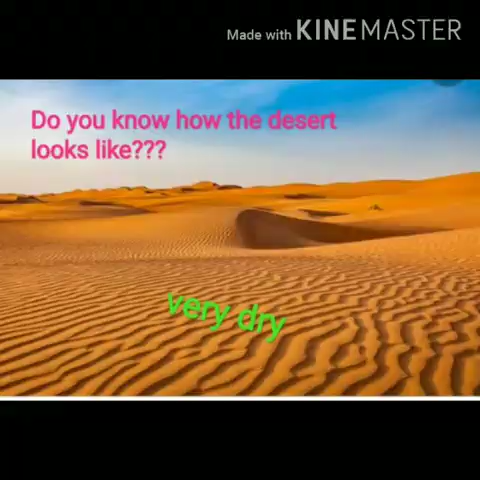 Made with KINEMASTER
Do you know how the desert
looks like???
very dry